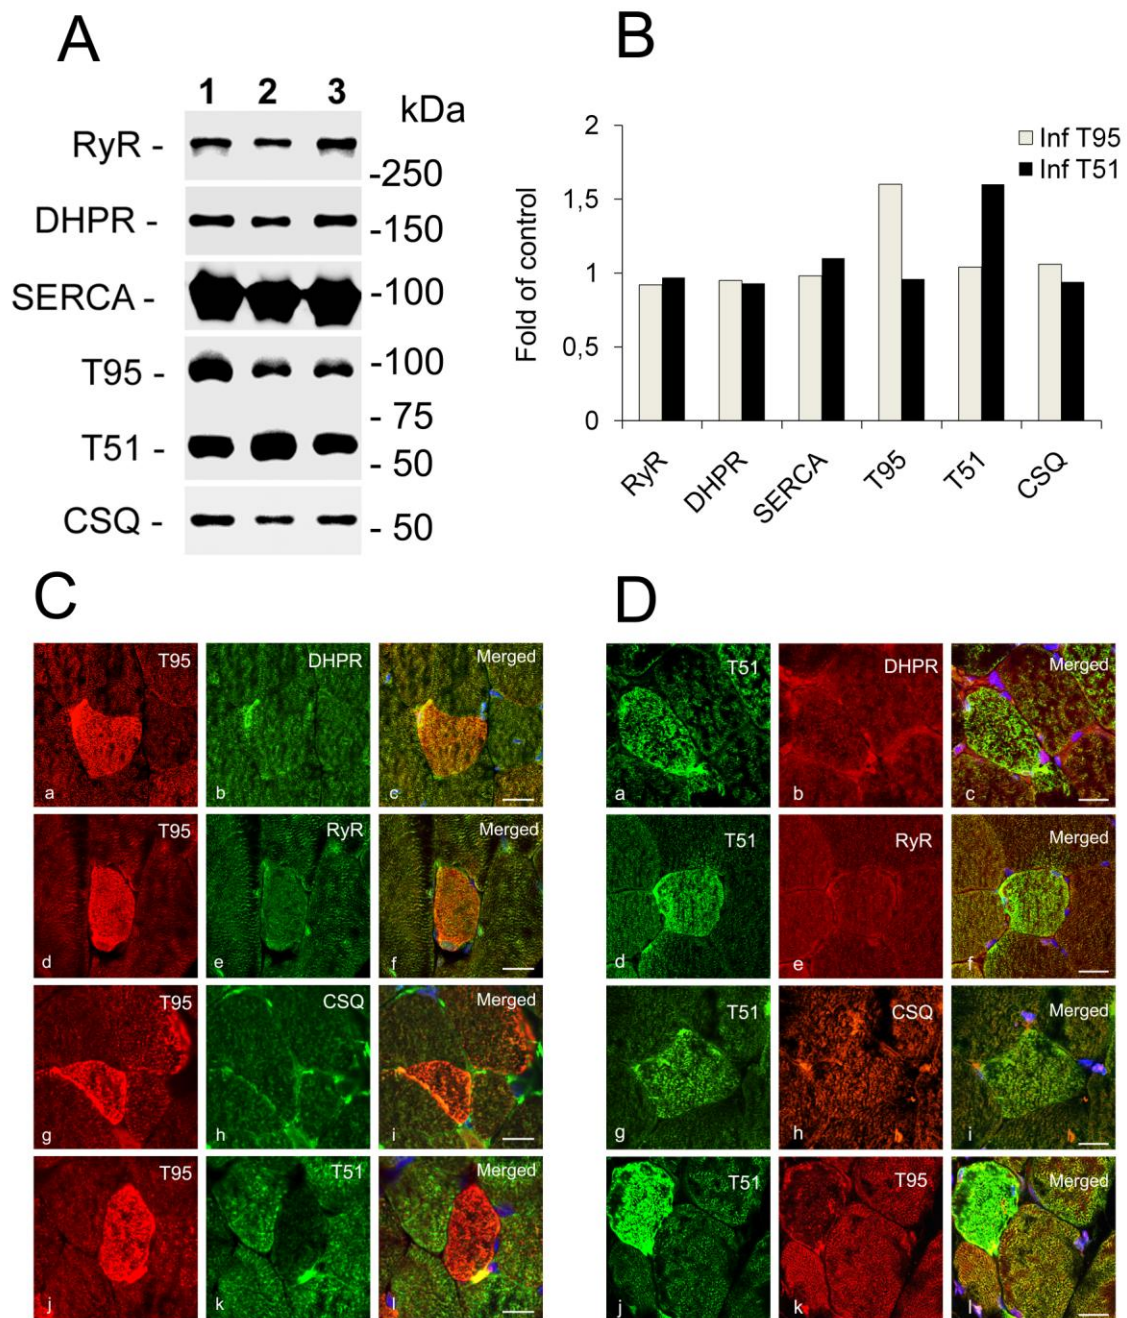 A
1 2 3 kDa
RyR -
-250
DHPR - -150
SERCA - -100
T95 - -100
- 75
T51 - - 50
CSQ - - 50
B
Fold of control
2
1,5
1
0,5
0
Inf T95
Inf T51
RyR DHPR SERCA T95 T51 CSQ
C
T95 DHPR Merged
a b c
T95 RyR Merged
d e f
T95 CSQ Merged
g h i
T95 T51 Merged
j k l
D
T51 DHPR Merged
a b c
T51 RyR Merged
d e f
T51 CSQ Merged
g h i
T51 T95 Merged
j k l